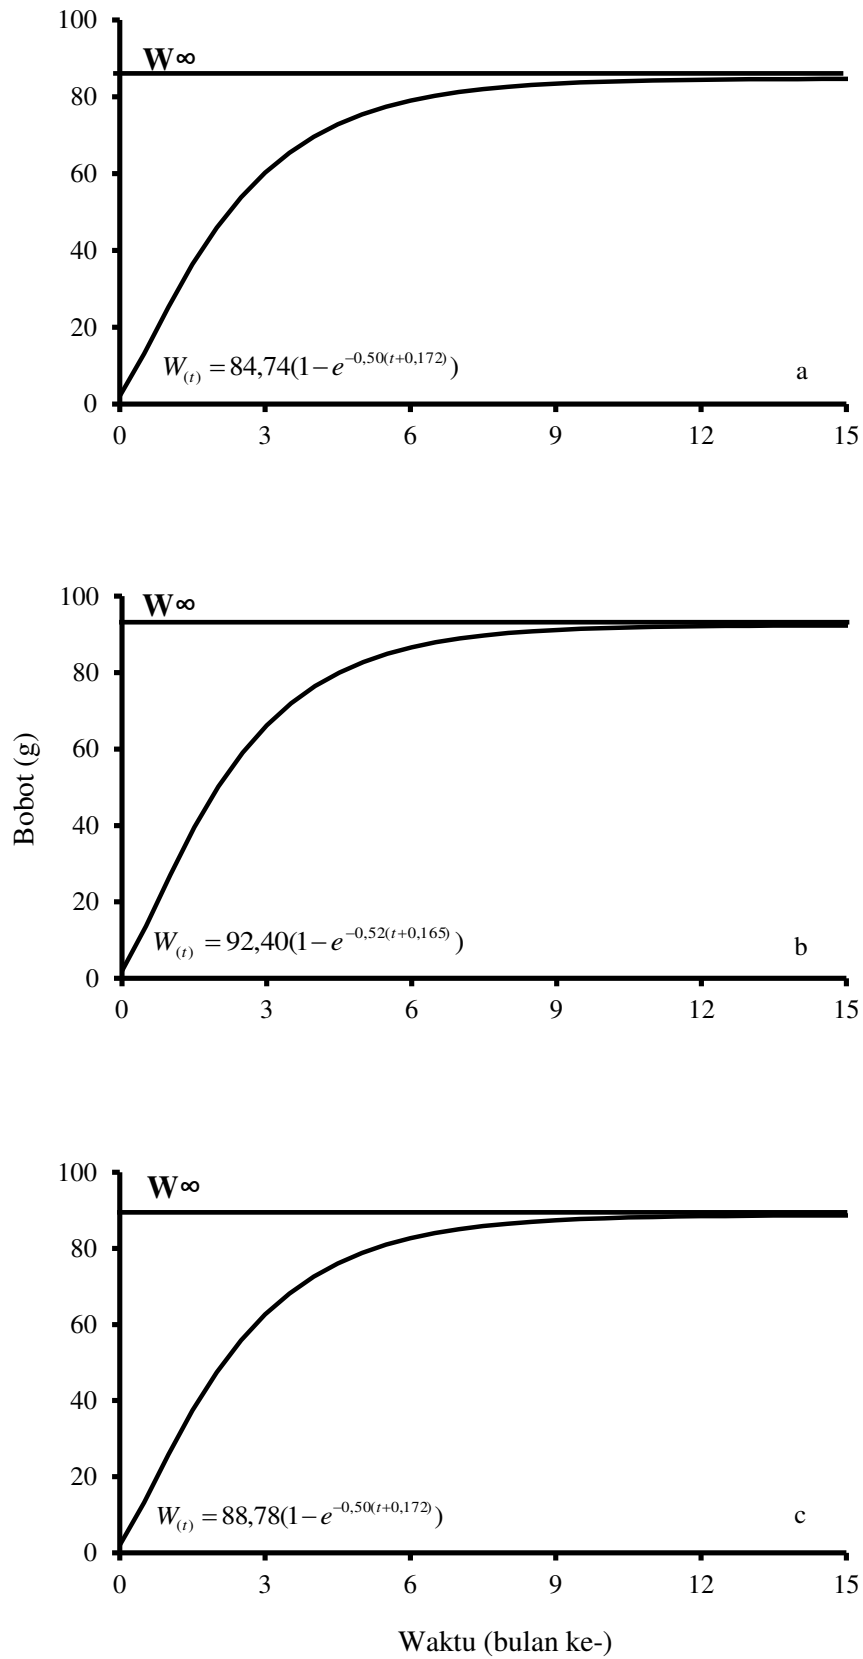 100
W∞
80
60
40
20
W(t) = 84,74(1 − e^−0,50(t+0,172))
a
0
0 3 6 9 12 15
100
W∞
80
60
Bobot (g)
40
20
W(t) = 92,40(1 − e^−0,52(t+0,165))
b
0
0 3 6 9 12 15
100
W∞
80
60
40
20
W(t) = 88,78(1 − e^−0,50(t+0,172))
c
0
0 3 6 9 12 15
Waktu (bulan ke-)